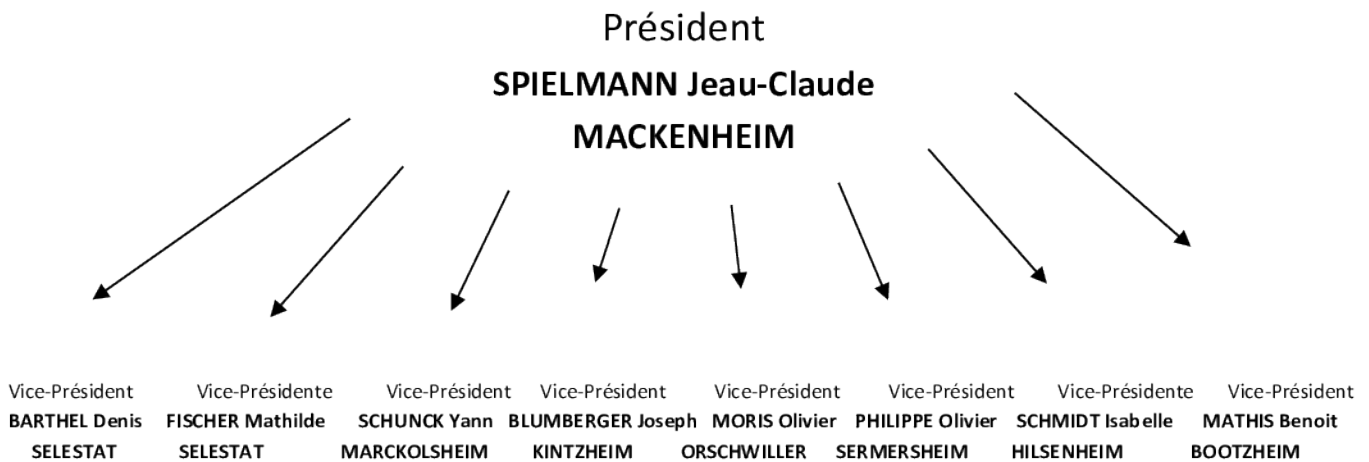 Président
SPIELMANN Jeau-Claude
MACKENHEIM
Vice-Président Vice-Présidente Vice-Président Vice-Président Vice-Président Vice-Président Vice-Présidente Vice-Président
BARTHEL Denis FISCHER Mathilde SCHUNCK Yann BLUMBERGER Joseph MORIS Olivier PHILIPPE Olivier SCHMIDT Isabelle MATHIS Benoit
SELESTAT SELESTAT MARCKOLSHEIM KINTZHEIM ORSCHWILLER SERMERSHEIM HILSENHEIM BOOTZHEIM